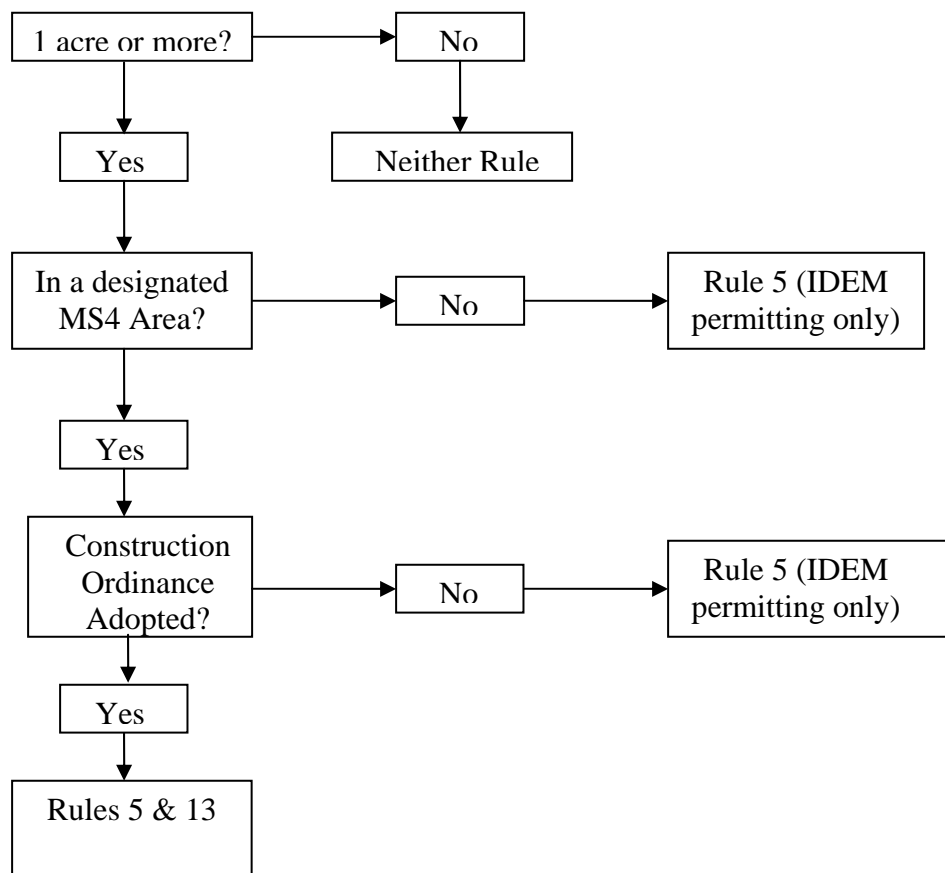 1 acre or more?
No
Yes
Neither Rule
In a designated
MS4 Area?
No
Rule 5 (IDEM
permitting only)
Yes
Construction
Ordinance
Adopted?
No
Rule 5 (IDEM
permitting only)
Yes
Rules 5 & 13